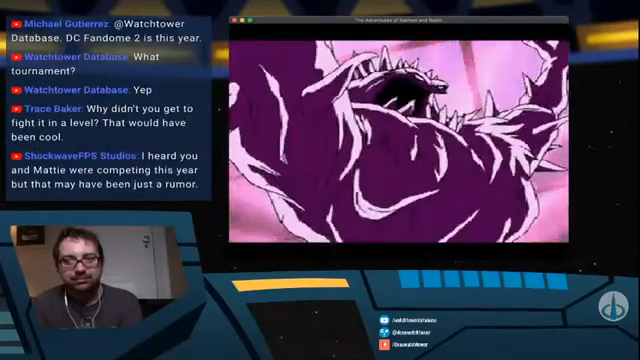 Michael Gutierrez: @Watchtower
Database. DC Fandome 2 is this year.
Watchtower Database: What
tournament?
Watchtower Database: Yep
Trace Baker: Why didn't you get to
fight it in a level? That would have
been cool.
ShockwaveFPS Studios: I heard you
and Mattie were competing this year
but that may have been just a rumor.
The Adventures of Batman and Robin
/watchtowerdatabase